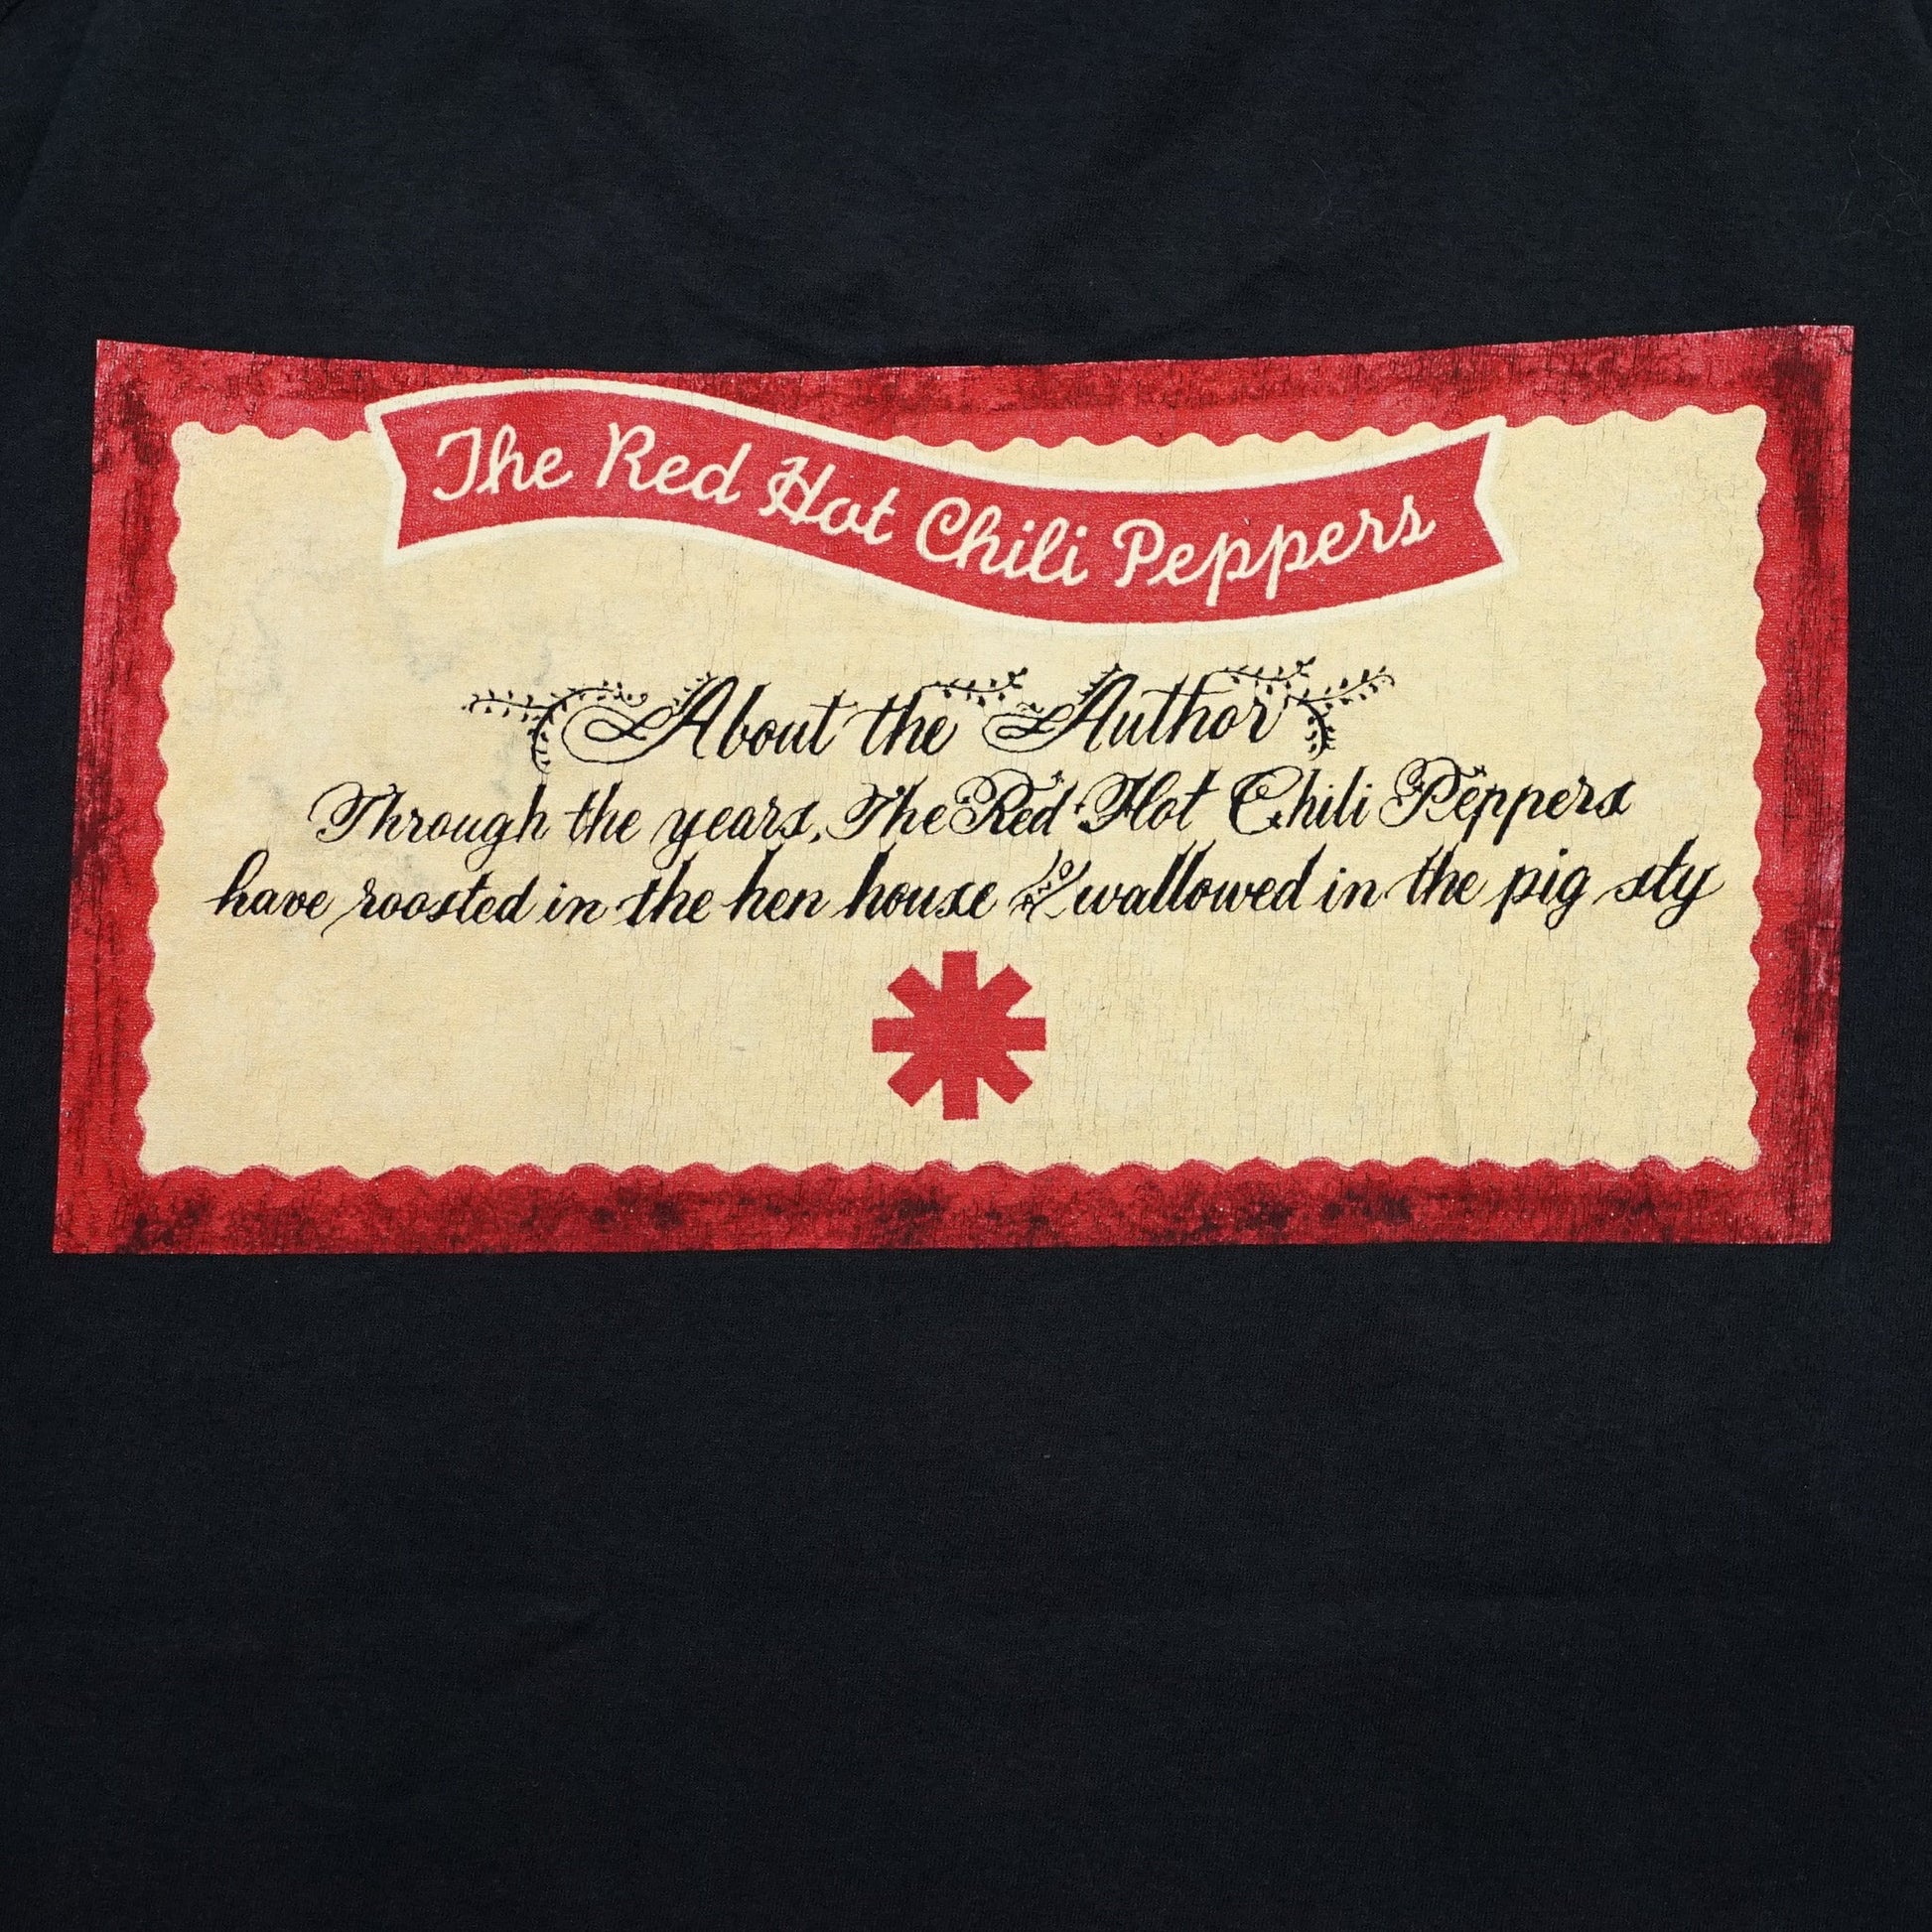 The Red Hot Chili Peppers
About the Author
Through the years, The Red Hot Chili Peppers
have roosted in the hen house and wallowed in the pig sty